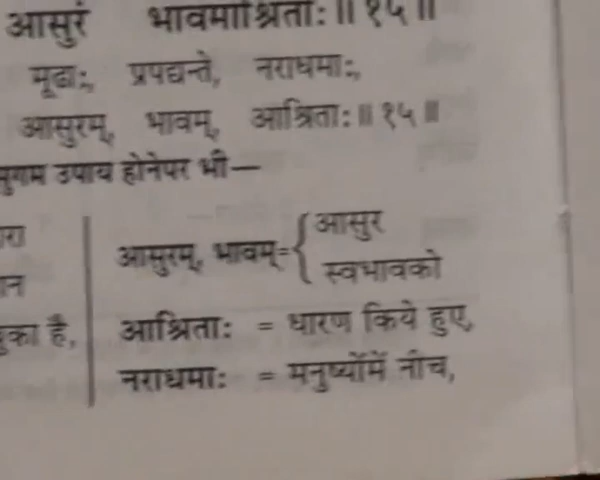 आसुरं भावमाश्रिताः॥१५॥
मूढाः, प्रपद्यन्ते, नराधमाः,
आसुरम्, भावम्, आश्रिताः॥१५॥
सुगम उपाय होनेपर भी—
आसुरम्, भावम्={ आसुर
स्वभावको
चुका है,
आश्रिताः = धारण किये हुए,
नराधमाः = मनुष्योंमें नीच,